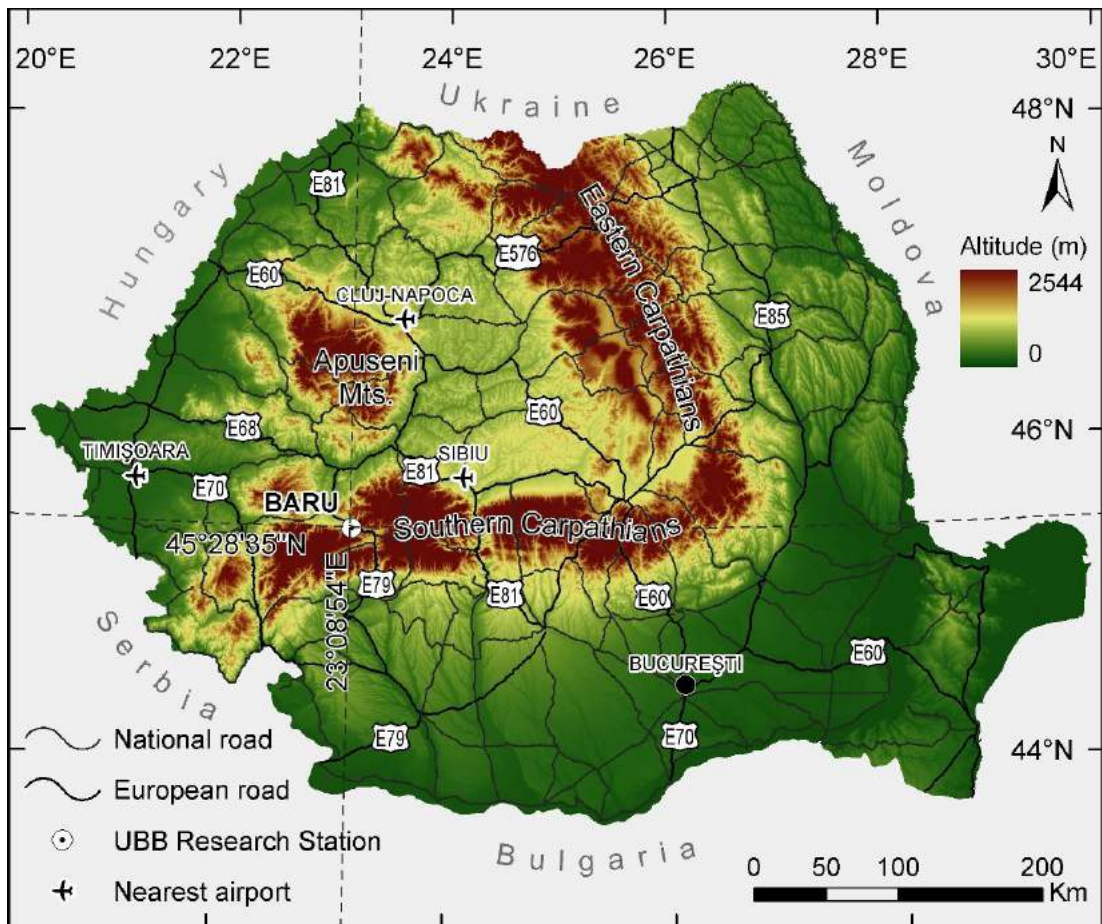 20°E 22°E 24°E 26°E 28°E 30°E
Ukraine
48°N
N
Hungary
Moldova
E81
Eastern Carpathians
E576
Altitude (m)
2544
0
E60
CLUJ-NAPOCA
E85
Apuseni
Mts.
E68
E60
46°N
TIMIȘOARA
SIBIU
E81
E70
BARU
Southern Carpathians
45°28'35"N
23°08'54"E
E79
E81
E60
Serbia
BUCUREȘTI
E60
E79
E70
44°N
National road
European road
UBB Research Station
Nearest airport
Bulgaria
0 50 100 200
Km